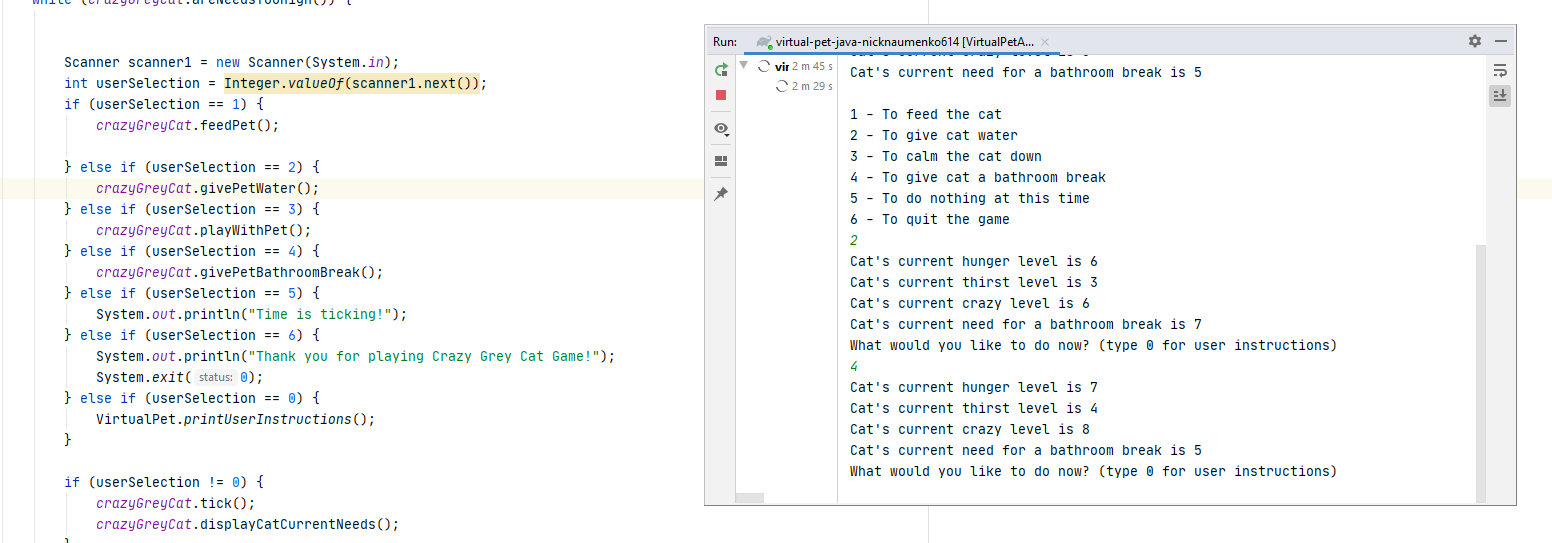 while (crazyGreyCat.areNeedsTooHigh()) {
Scanner scanner1 = new Scanner(System.in);
int userSelection = Integer.valueOf(scanner1.next());
if (userSelection == 1) {
crazyGreyCat.feedPet();
} else if (userSelection == 2) {
crazyGreyCat.givePetWater();
} else if (userSelection == 3) {
crazyGreyCat.playWithPet();
} else if (userSelection == 4) {
crazyGreyCat.givePetBathroomBreak();
} else if (userSelection == 5) {
System.out.println("Time is ticking!");
} else if (userSelection == 6) {
System.out.println("Thank you for playing Crazy Grey Cat Game!");
System.exit( status: 0);
} else if (userSelection == 0) {
VirtualPet.printUserInstructions();
}
if (userSelection != 0) {
crazyGreyCat.tick();
crazyGreyCat.displayCatCurrentNeeds();
Run: virtual-pet-java-nicknaumenko614 [VirtualPetA...
vir 2 m 45 s
2 m 29 s
Cat's current need for a bathroom break is 5
1 - To feed the cat
2 - To give cat water
3 - To calm the cat down
4 - To give cat a bathroom break
5 - To do nothing at this time
6 - To quit the game
2
Cat's current hunger level is 6
Cat's current thirst level is 3
Cat's current crazy level is 6
Cat's current need for a bathroom break is 7
What would you like to do now? (type 0 for user instructions)
4
Cat's current hunger level is 7
Cat's current thirst level is 4
Cat's current crazy level is 8
Cat's current need for a bathroom break is 5
What would you like to do now? (type 0 for user instructions)